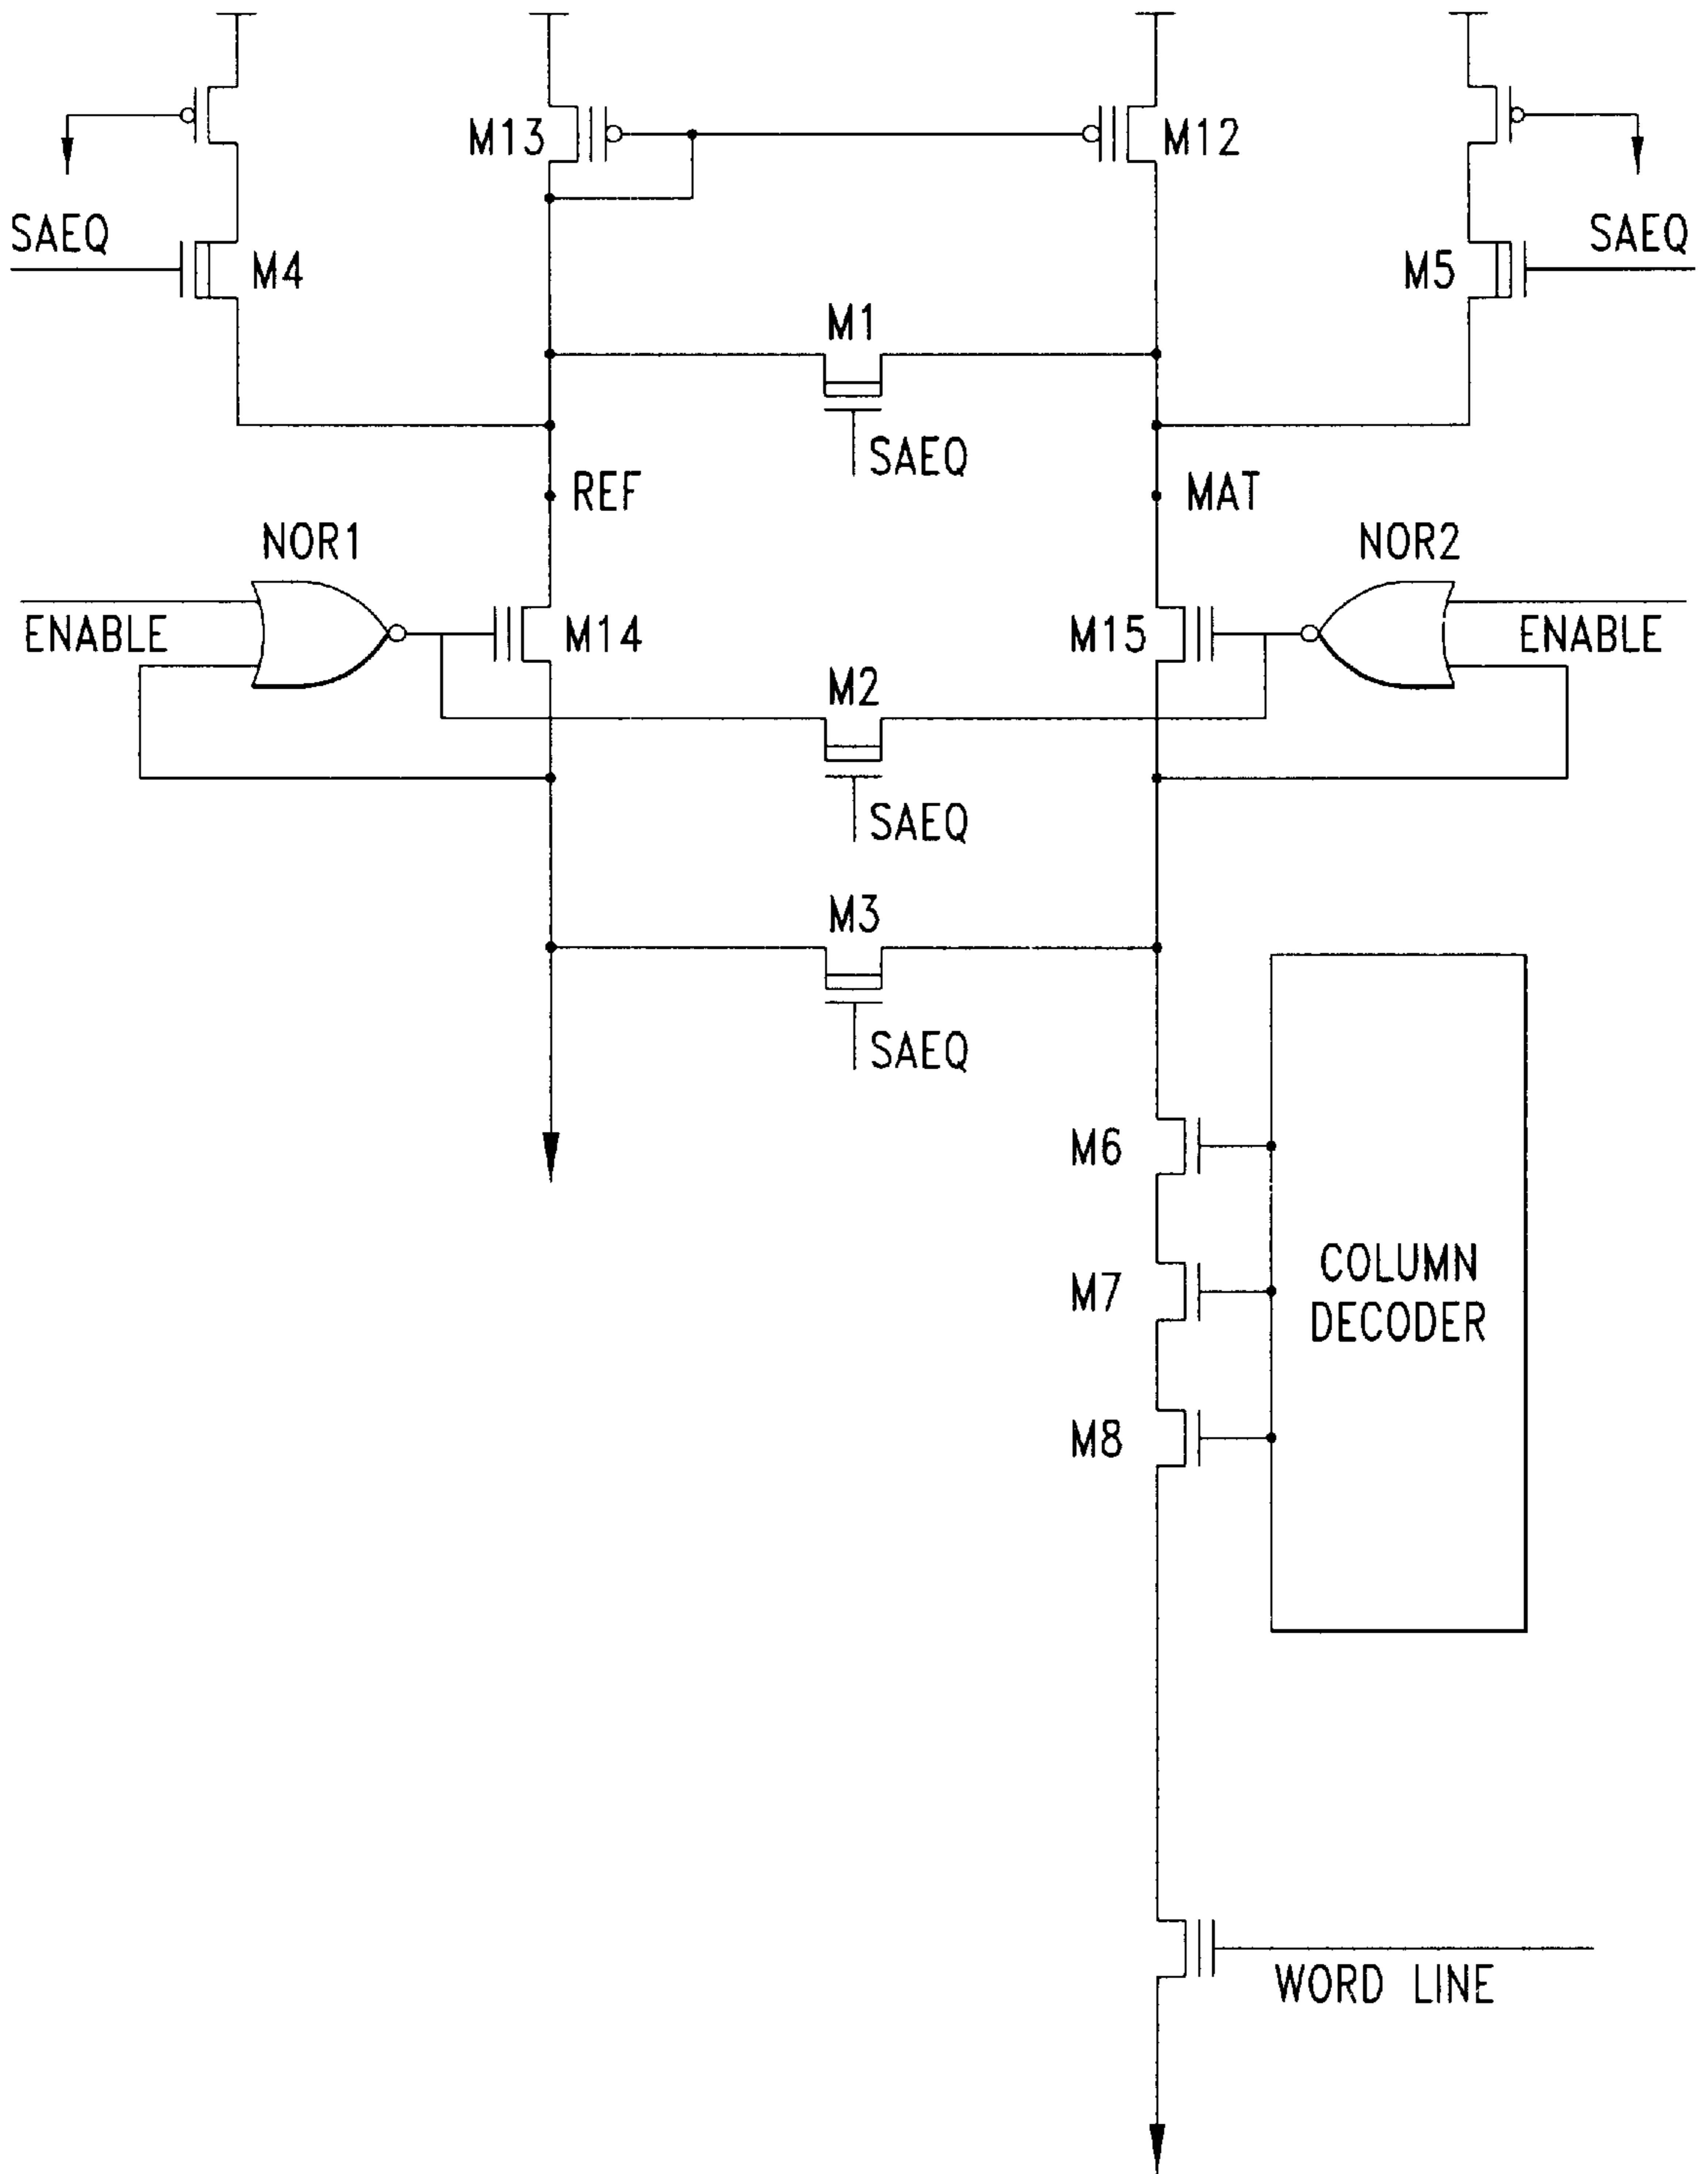 M13
M12
SAEQ
M4
M5
SAEQ
M1
SAEQ
REF
MAT
NOR1
NOR2
ENABLE
M14
M15
ENABLE
M2
SAEQ
M3
SAEQ
M6
M7
COLUMN
DECODER
M8
WORD LINE